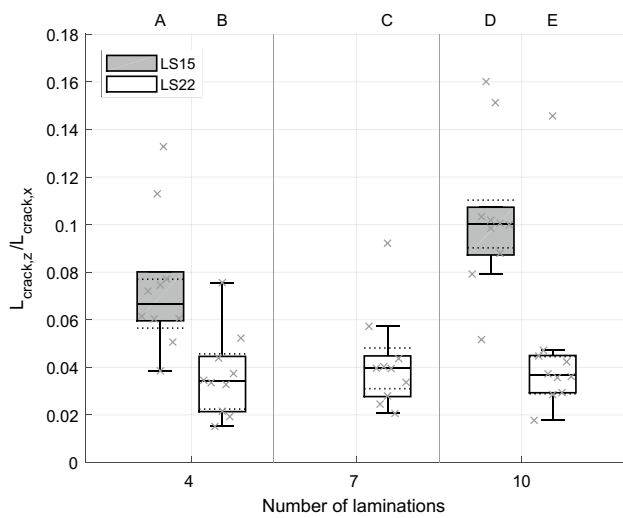 A B C D E
0.18
LS15
LS22
0.16
0.14
0.12
0.1
0.08
0.06
0.04
0.02
0
L_crack,z/L_crack,x
4 7 10
Number of laminations